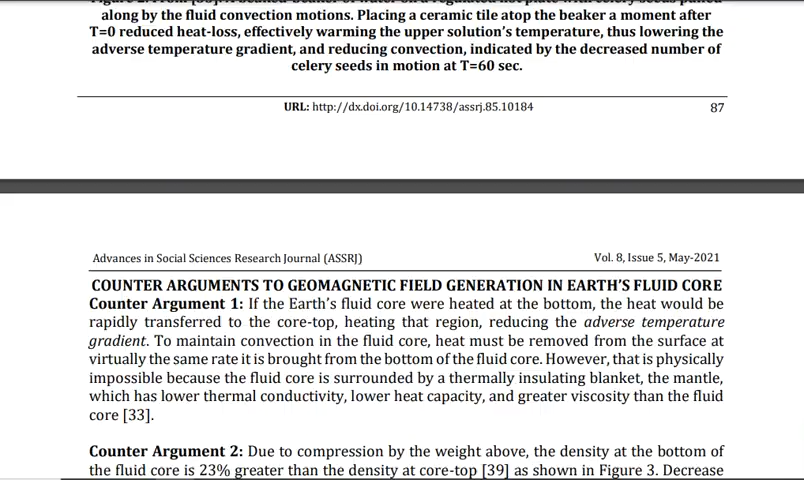 along by the fluid convection motions. Placing a ceramic tile atop the beaker a moment after
T=0 reduced heat-loss, effectively warming the upper solution's temperature, thus lowering the
adverse temperature gradient, and reducing convection, indicated by the decreased number of
celery seeds in motion at T=60 sec.
URL: http://dx.doi.org/10.14738/assrj.85.10184
87
Advances in Social Sciences Research Journal (ASSRJ)
Vol. 8, Issue 5, May-2021
COUNTER ARGUMENTS TO GEOMAGNETIC FIELD GENERATION IN EARTH'S FLUID CORE
Counter Argument 1: If the Earth's fluid core were heated at the bottom, the heat would be
rapidly transferred to the core-top, heating that region, reducing the adverse temperature
gradient. To maintain convection in the fluid core, heat must be removed from the surface at
virtually the same rate it is brought from the bottom of the fluid core. However, that is physically
impossible because the fluid core is surrounded by a thermally insulating blanket, the mantle,
which has lower thermal conductivity, lower heat capacity, and greater viscosity than the fluid
core [33].
Counter Argument 2: Due to compression by the weight above, the density at the bottom of
the fluid core is 23% greater than the density at core-top [39] as shown in Figure 3. Decrease